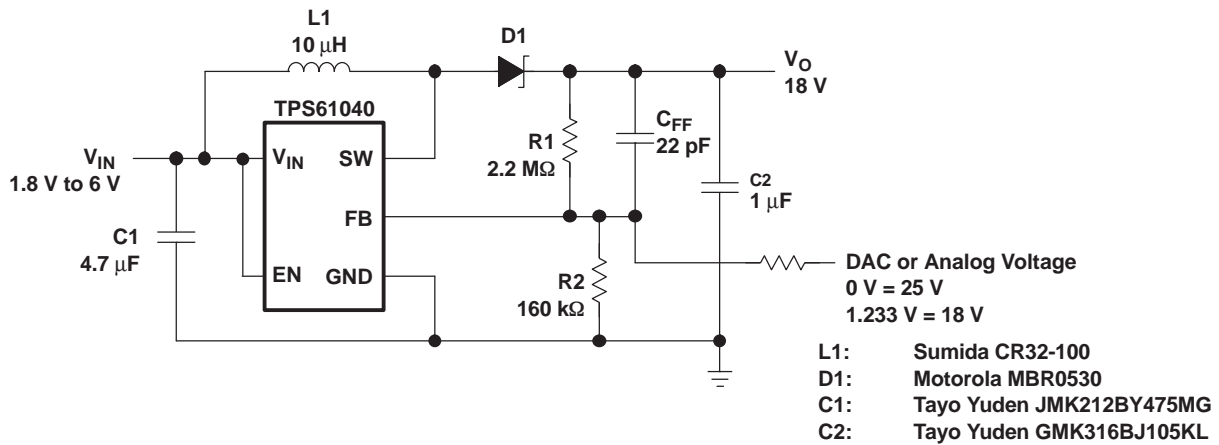 L1
10 μH
D1
VO
18 V
TPS61040
CFF
22 pF
R1
2.2 MΩ
VIN
1.8 V to 6 V
VIN
SW
C2
1 μF
FB
C1
4.7 μF
EN
GND
R2
160 kΩ
DAC or Analog Voltage
0 V = 25 V
1.233 V = 18 V
L1: Sumida CR32-100
D1: Motorola MBR0530
C1: Tayo Yuden JMK212BY475MG
C2: Tayo Yuden GMK316BJ105KL